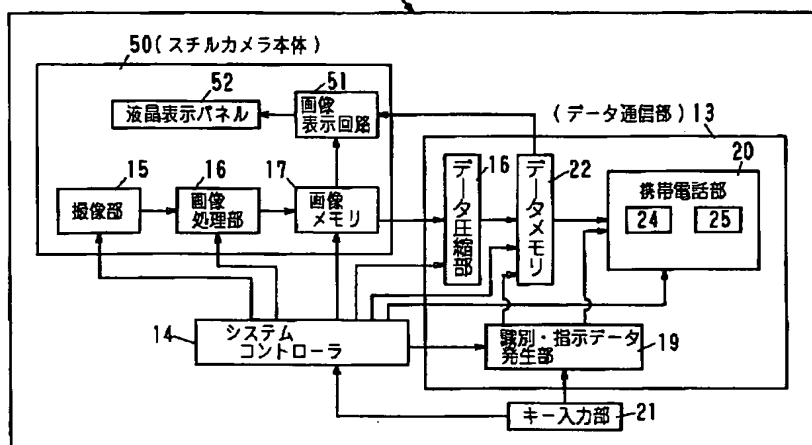 50(スチルカメラ本体)
52
液晶表示パネル
51
画像
表示回路
(データ通信部)13
15
撮像部
16
画像
処理部
17
画像
メモリ
16
データ圧縮部
22
データメモリ
20
携帯電話部
24
25
14
システム
コントローラ
識別・指示データ
発生部
19
キー入力部
21